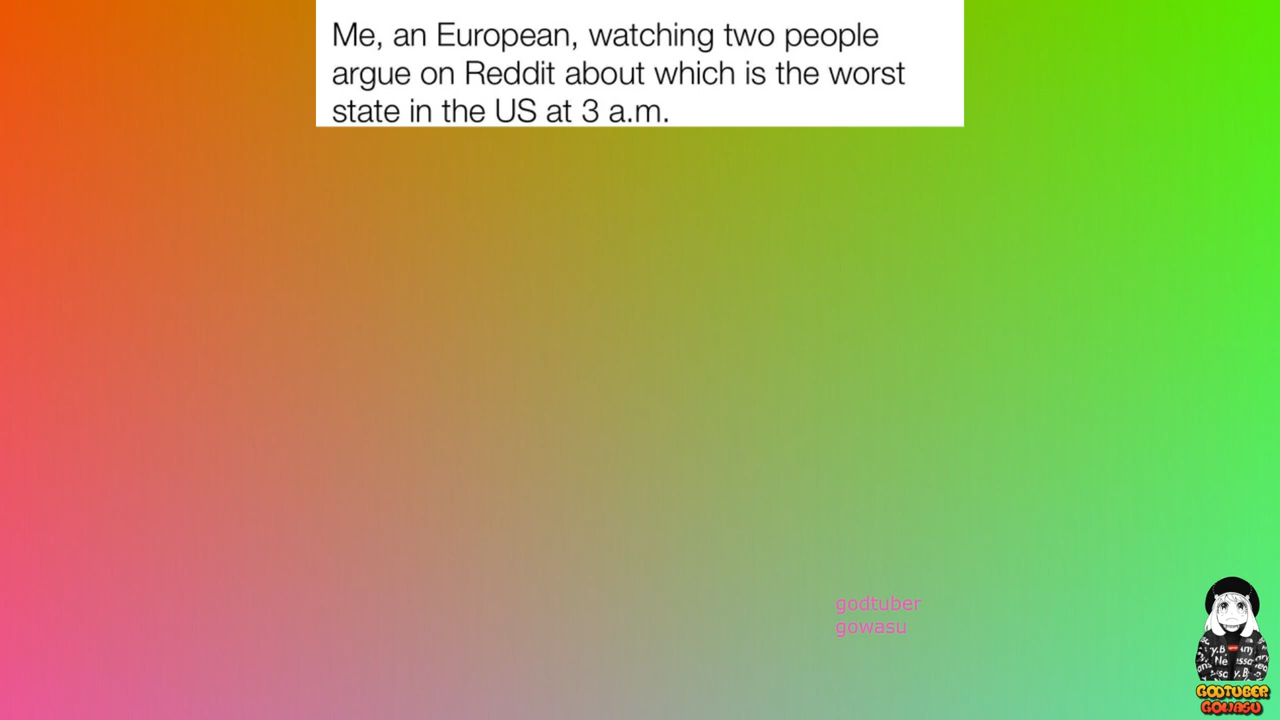 Me, an European, watching two people
argue on Reddit about which is the worst
state in the US at 3 a.m.
godtuber
gowasu
GODTUBER
GOWASU